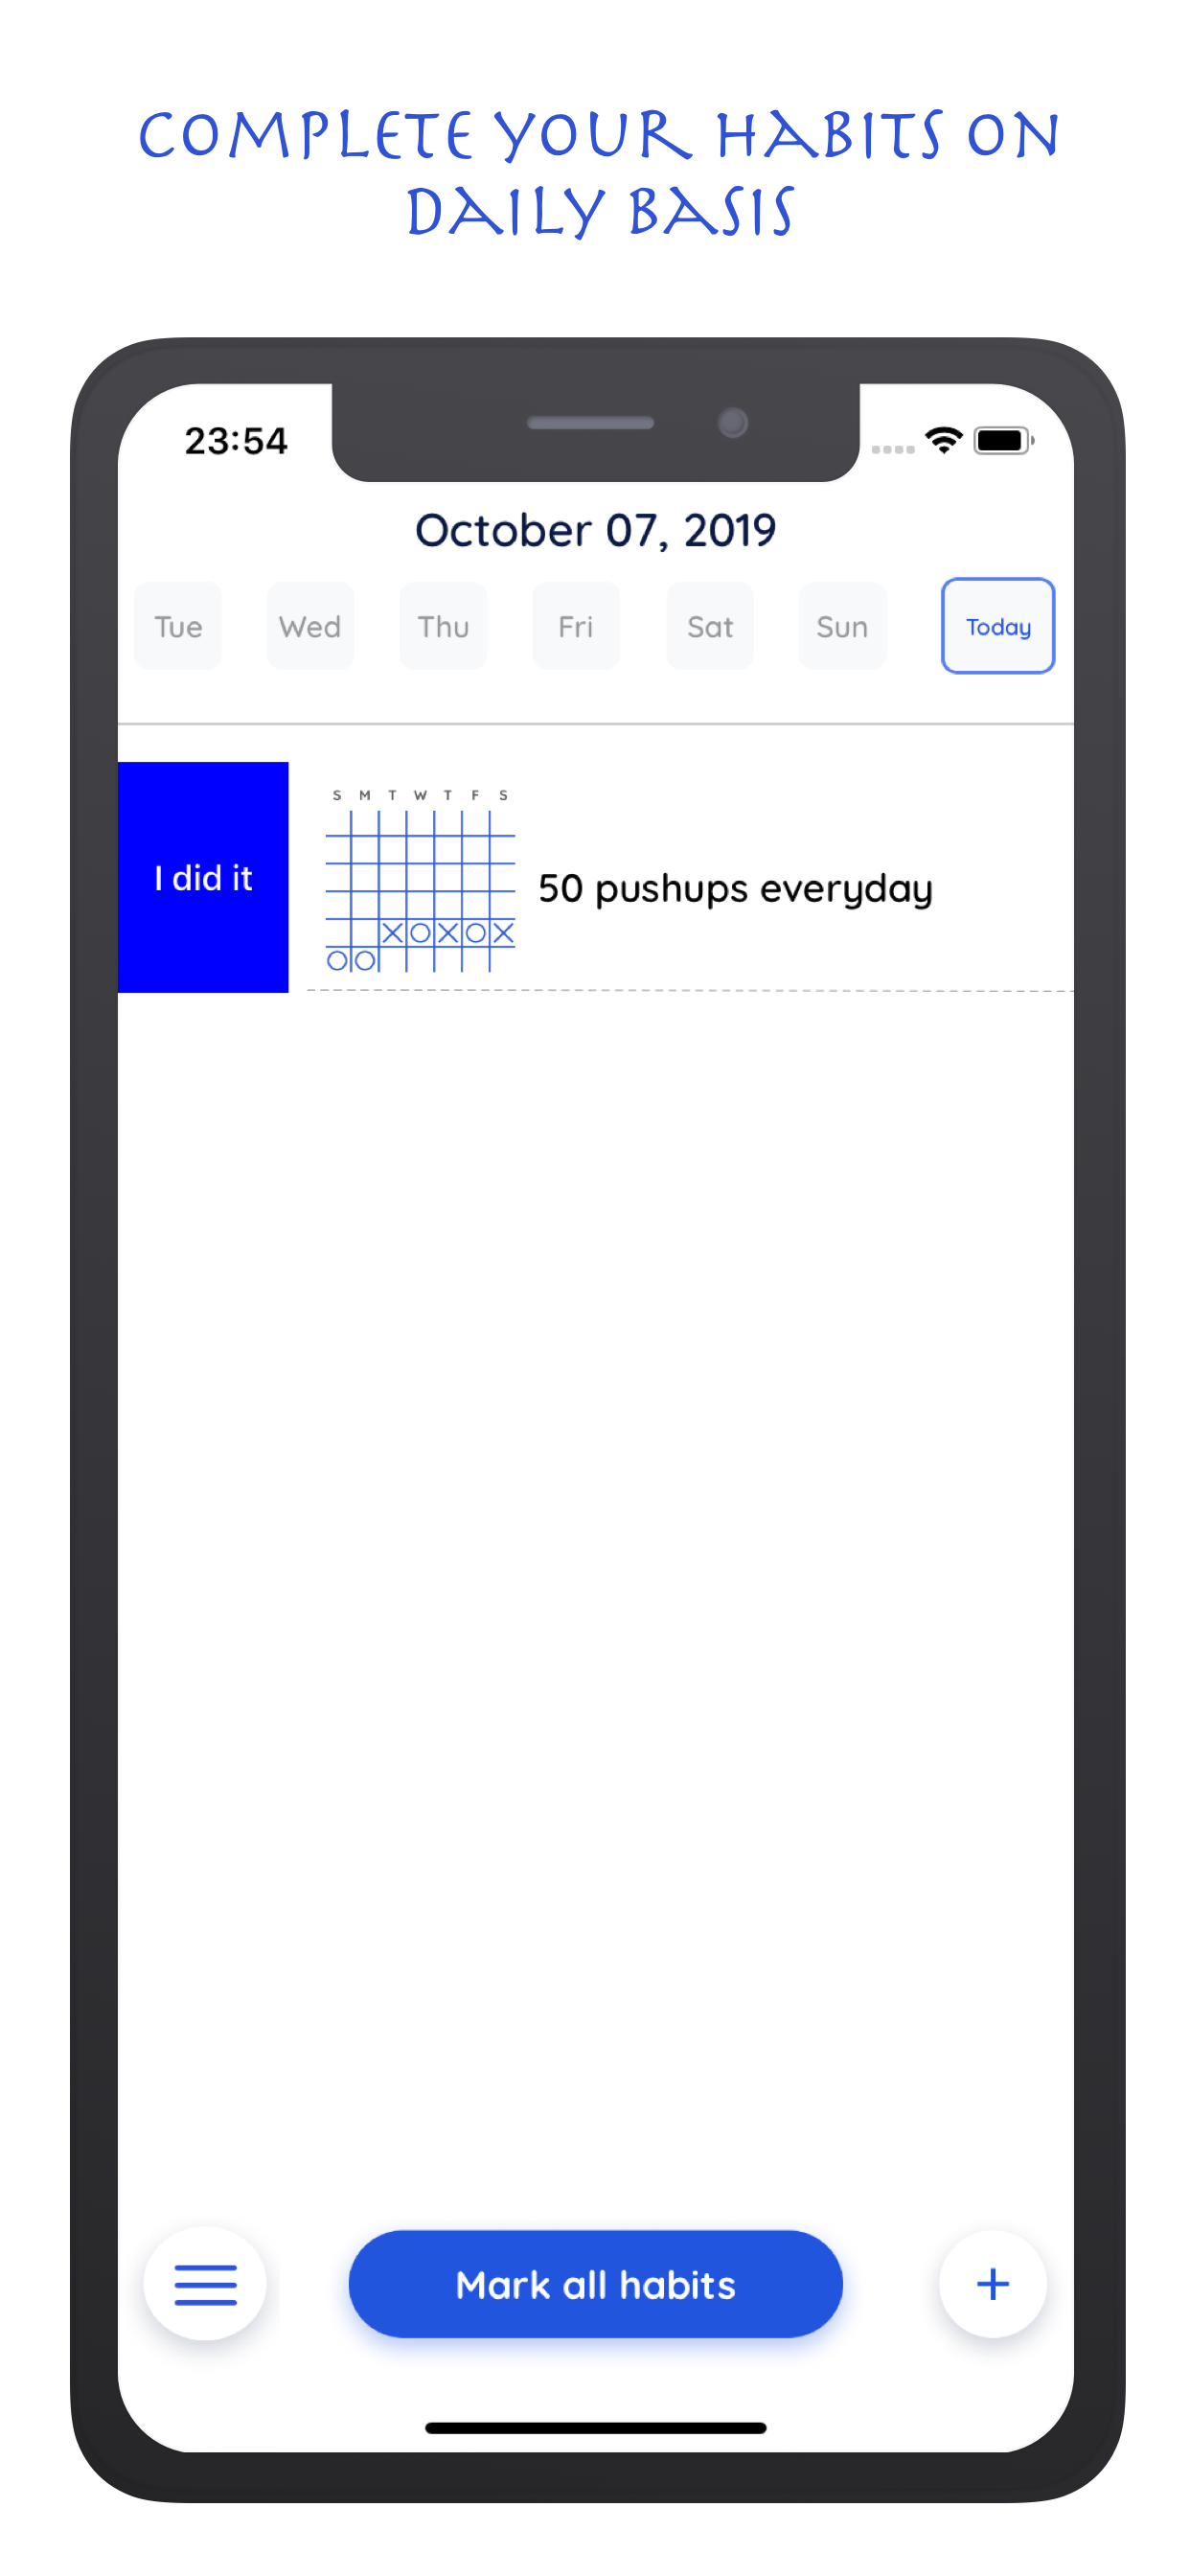 COMPLETE YOUR HABITS ON
DAILY BASIS
23:54
October 07, 2019
Tue Wed Thu Fri Sat Sun Today
S M T W T F S
I did it
50 pushups everyday
X O X O X
O O
Mark all habits
+